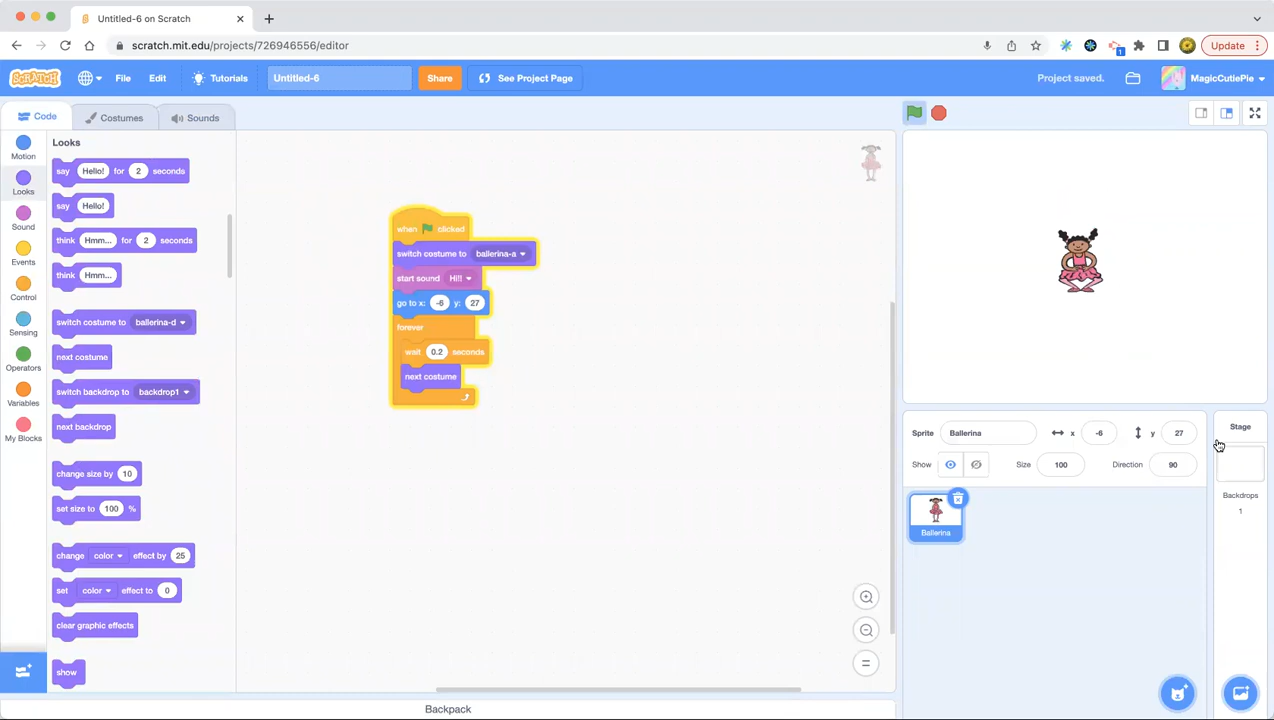 Untitled-6 on Scratch
scratch.mit.edu/projects/726946556/editor
1
Update
SCRATCH
File
Edit
Tutorials
Untitled-6
Share
See Project Page
Project saved.
MagicCutiePie
Code
Costumes
Sounds
Motion
Looks
Sound
Events
Control
Sensing
Operators
Variables
My Blocks
Looks
say Hello! for 2 seconds
say Hello!
think Hmm... for 2 seconds
think Hmm...
switch costume to ballerina-d
next costume
switch backdrop to backdrop1
next backdrop
change size by 10
set size to 100 %
change color effect by 25
set color effect to 0
clear graphic effects
show
when clicked
switch costume to ballerina-a
start sound Hi!!
go to x: -6 y: 27
forever
wait 0.2 seconds
next costume
Backpack
Sprite Ballerina x -6 y 27
Show Size 100 Direction 90
Ballerina
Stage
Backdrops
1